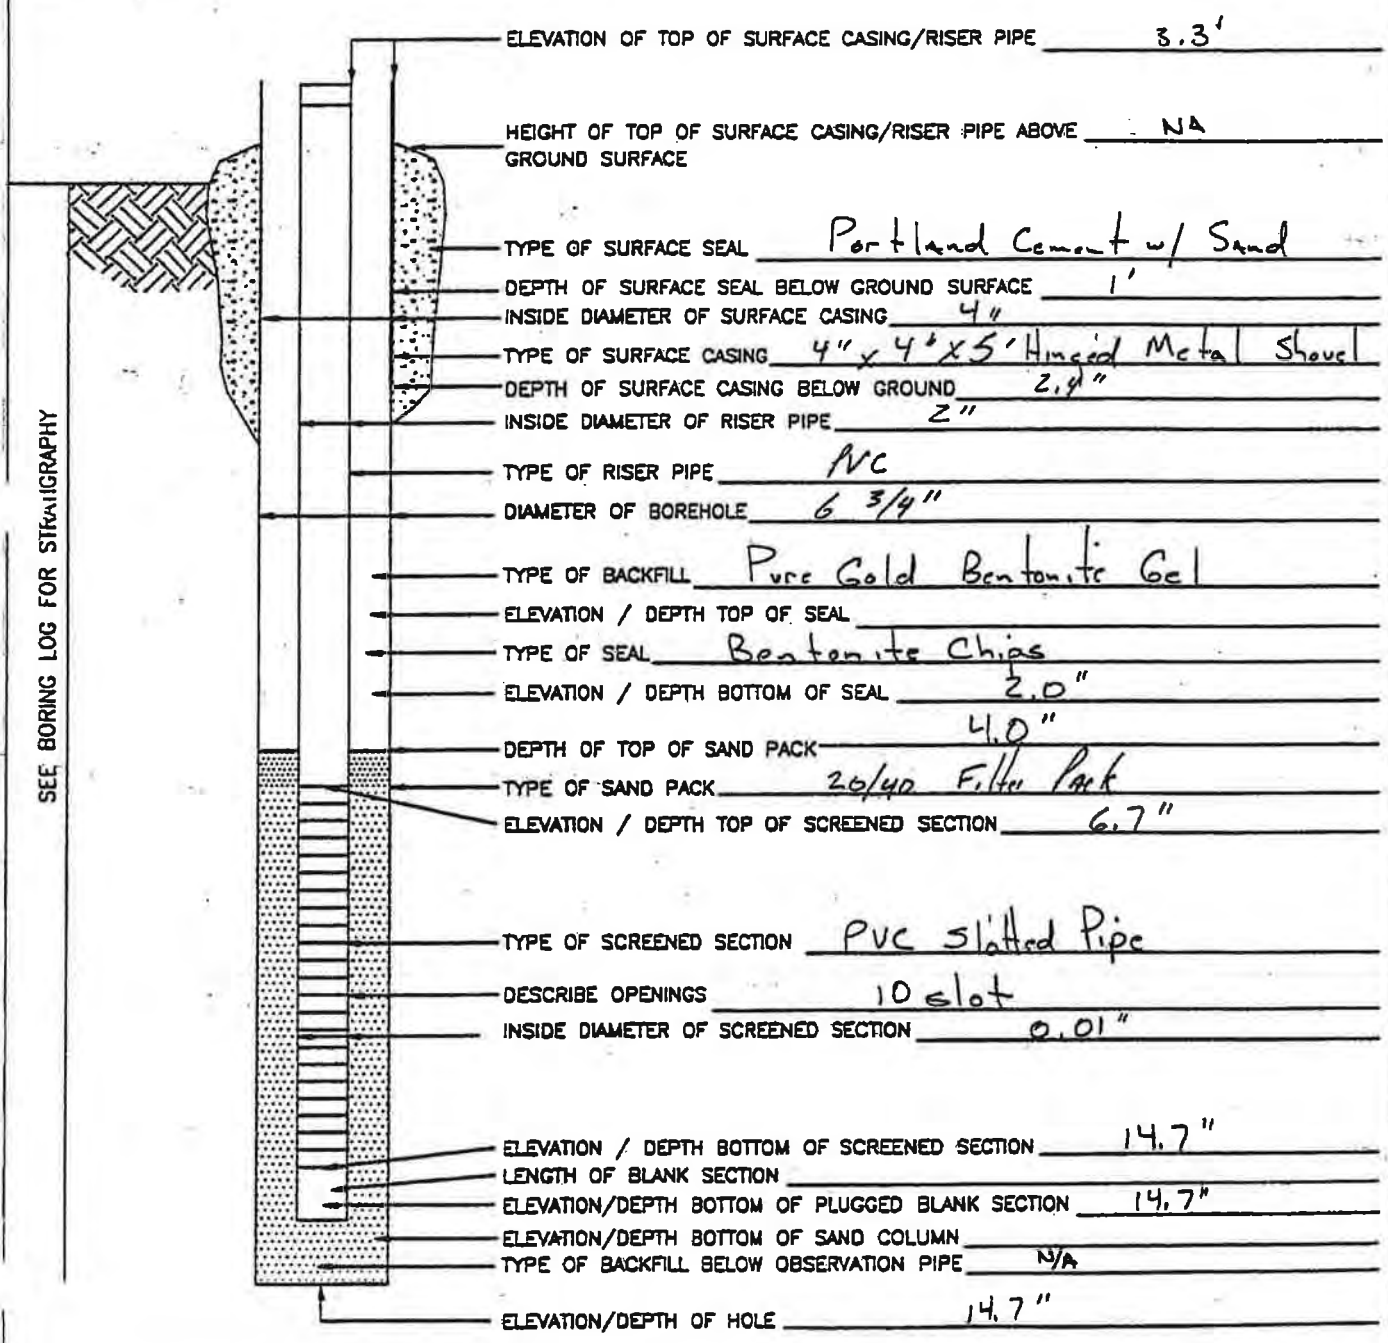 ELEVATION OF TOP OF SURFACE CASING/RISER PIPE 3.3'
HEIGHT OF TOP OF SURFACE CASING/RISER PIPE ABOVE NA
GROUND SURFACE
TYPE OF SURFACE SEAL Portland Cement w/ Sand
DEPTH OF SURFACE SEAL BELOW GROUND SURFACE 1'
INSIDE DIAMETER OF SURFACE CASING 4"
TYPE OF SURFACE CASING 4" x 4' x 5' Hinged Metal Shovel
DEPTH OF SURFACE CASING BELOW GROUND 2.4"
INSIDE DIAMETER OF RISER PIPE 2"
TYPE OF RISER PIPE PVC
DIAMETER OF BOREHOLE 6 3/4"
TYPE OF BACKFILL Pure Gold Bentonite Gel
ELEVATION / DEPTH TOP OF SEAL
TYPE OF SEAL Bentonite Chips
ELEVATION / DEPTH BOTTOM OF SEAL 2.0"
DEPTH OF TOP OF SAND PACK 4.0"
TYPE OF SAND PACK 20/40 Filter Pack
ELEVATION / DEPTH TOP OF SCREENED SECTION 6.7"
TYPE OF SCREENED SECTION PVC Slotted Pipe
DESCRIBE OPENINGS 10 slot
INSIDE DIAMETER OF SCREENED SECTION 0.01"
ELEVATION / DEPTH BOTTOM OF SCREENED SECTION 14.7"
LENGTH OF BLANK SECTION
ELEVATION/DEPTH BOTTOM OF PLUGGED BLANK SECTION 14.7"
ELEVATION/DEPTH BOTTOM OF SAND COLUMN
TYPE OF BACKFILL BELOW OBSERVATION PIPE N/A
ELEVATION/DEPTH OF HOLE 14.7"
SEE BORING LOG FOR STRATIGRAPHY